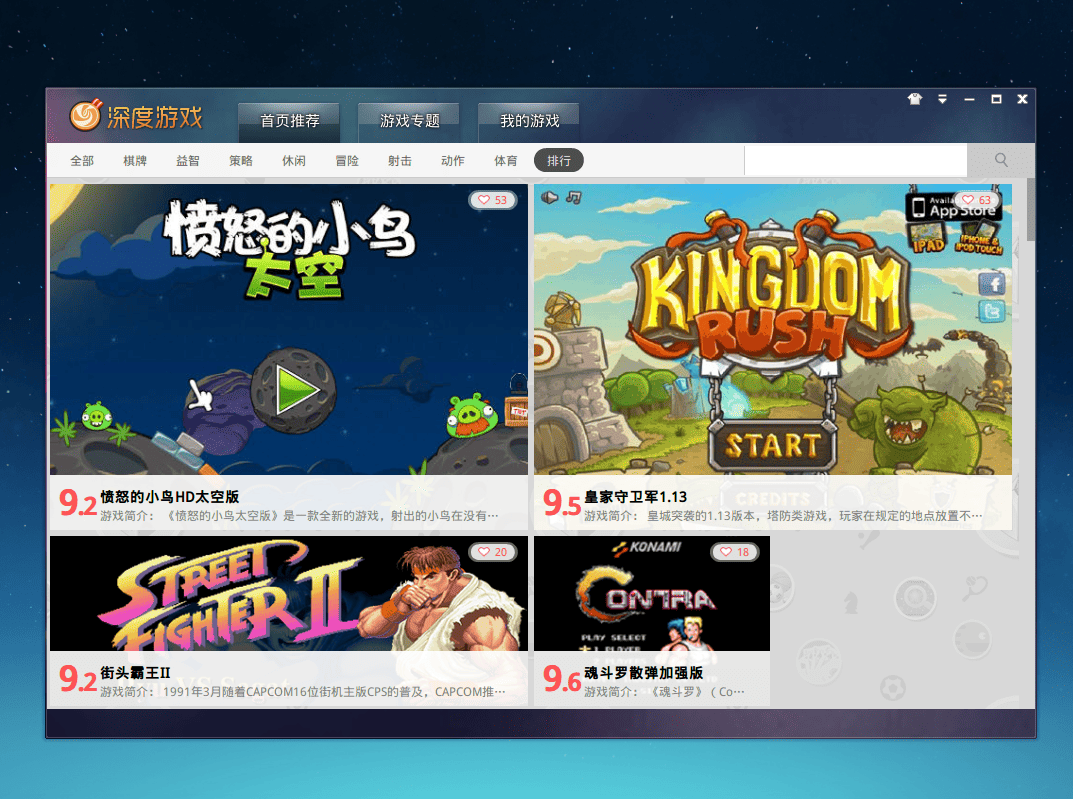 深度游戏
首页推荐
游戏专题
我的游戏
全部
棋牌
益智
策略
休闲
冒险
射击
动作
体育
排行
53
愤怒的小鸟
太空
TNT
9.2
愤怒的小鸟HD太空版
游戏简介： 《愤怒的小鸟太空版》是一款全新的游戏，射出的小鸟在没有…
63
App Store
IPAD
IPHONE &
IPOD TOUCH
KINGDOM
RUSH
START
CREDITS
9.5
皇家守卫军1.13
游戏简介： 皇城突袭的1.13版本，塔防类游戏，玩家在规定的地点放置不…
20
STREET
FIGHTER II
9.2
街头霸王II
游戏简介： 1991年3月随着CAPCOM16位街机主版CPS的普及，CAPCOM推…
18
KONAMI
CONTRA
PLAY SELECT
1 PLAYER
9.6
魂斗罗散弹加强版
游戏简介： 《魂斗罗》（Co…